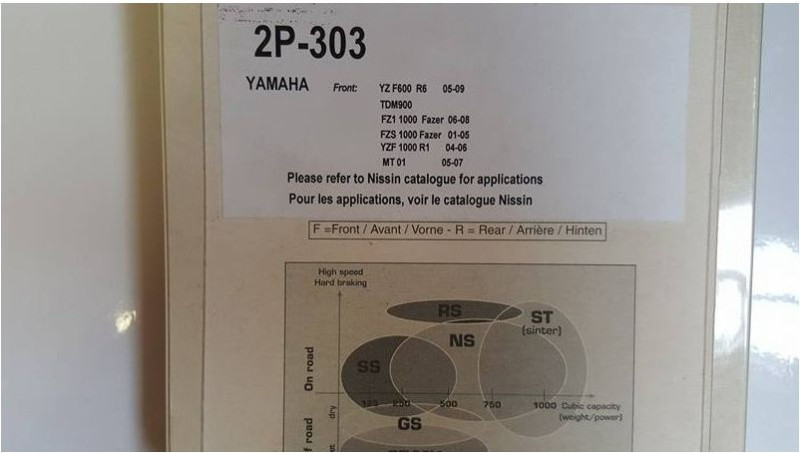 2P-303
YAMAHA Front: YZ F600 R6 05-09
TDM900
FZ1 1000 Fazer 06-08
FZS 1000 Fazer 01-05
YZF 1000 R1 04-06
MT 01 05-07
Please refer to Nissin catalogue for applications
Pour les applications, voir le catalogue Nissin
F =Front / Avant / Vorne - R = Rear / Arrière / Hinten
High speed
Hard braking
RS
ST
(sinter)
NS
SS
On road
125 250 500 750 1000 Cubic capacity
(weight/power)
dry
GS
road